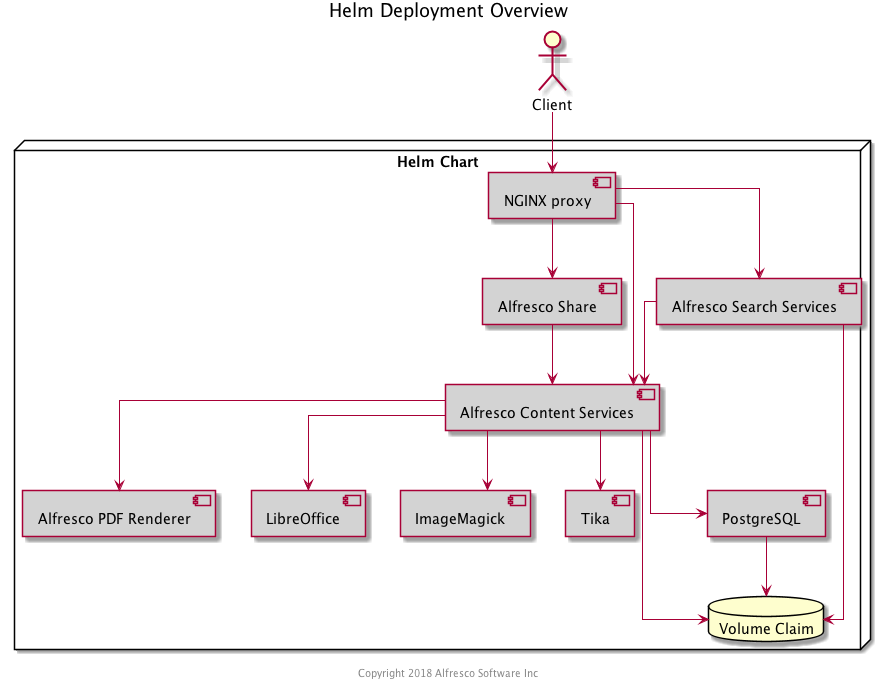 Helm Deployment Overview
Client
Helm Chart
NGINX proxy
Alfresco Share
Alfresco Search Services
Alfresco Content Services
Alfresco PDF Renderer
LibreOffice
ImageMagick
Tika
PostgreSQL
Volume Claim
Copyright 2018 Alfresco Software Inc